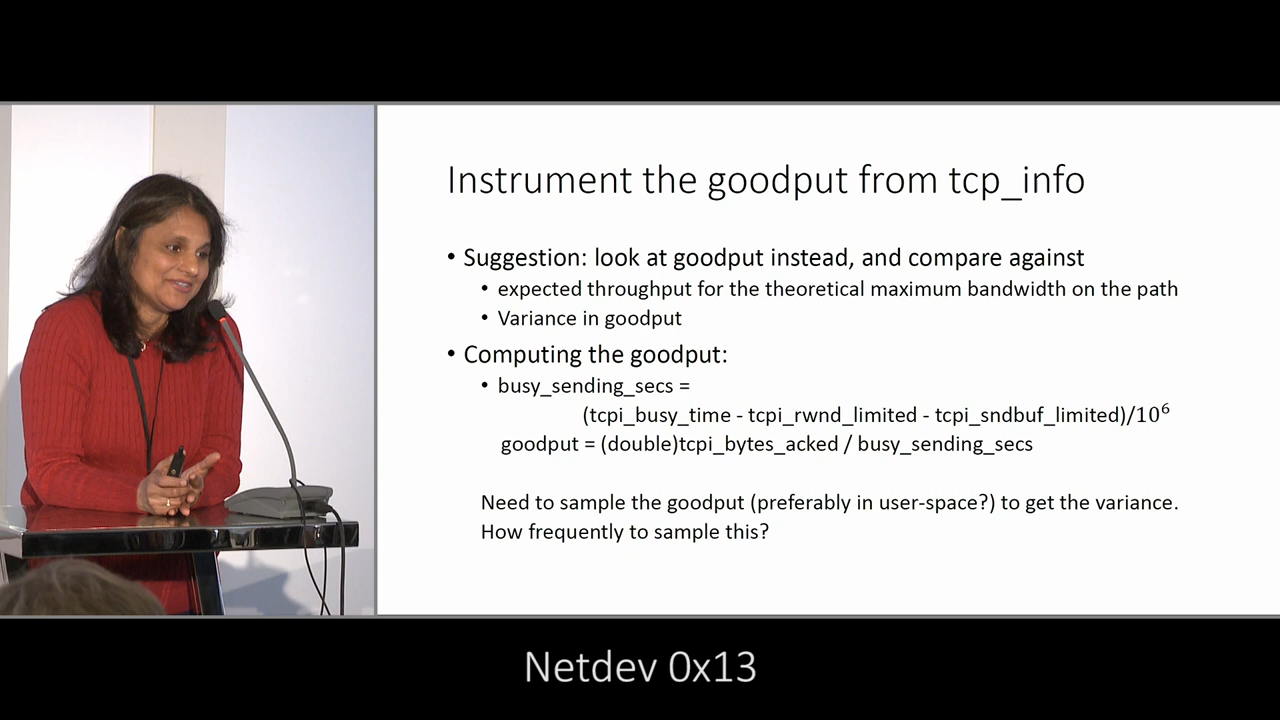 Instrument the goodput from tcp_info
• Suggestion: look at goodput instead, and compare against
• expected throughput for the theoretical maximum bandwidth on the path
• Variance in goodput
• Computing the goodput:
• busy_sending_secs =
(tcpi_busy_time - tcpi_rwnd_limited - tcpi_sndbuf_limited)/10⁶
goodput = (double)tcpi_bytes_acked / busy_sending_secs
Need to sample the goodput (preferably in user-space?) to get the variance.
How frequently to sample this?
Netdev 0x13